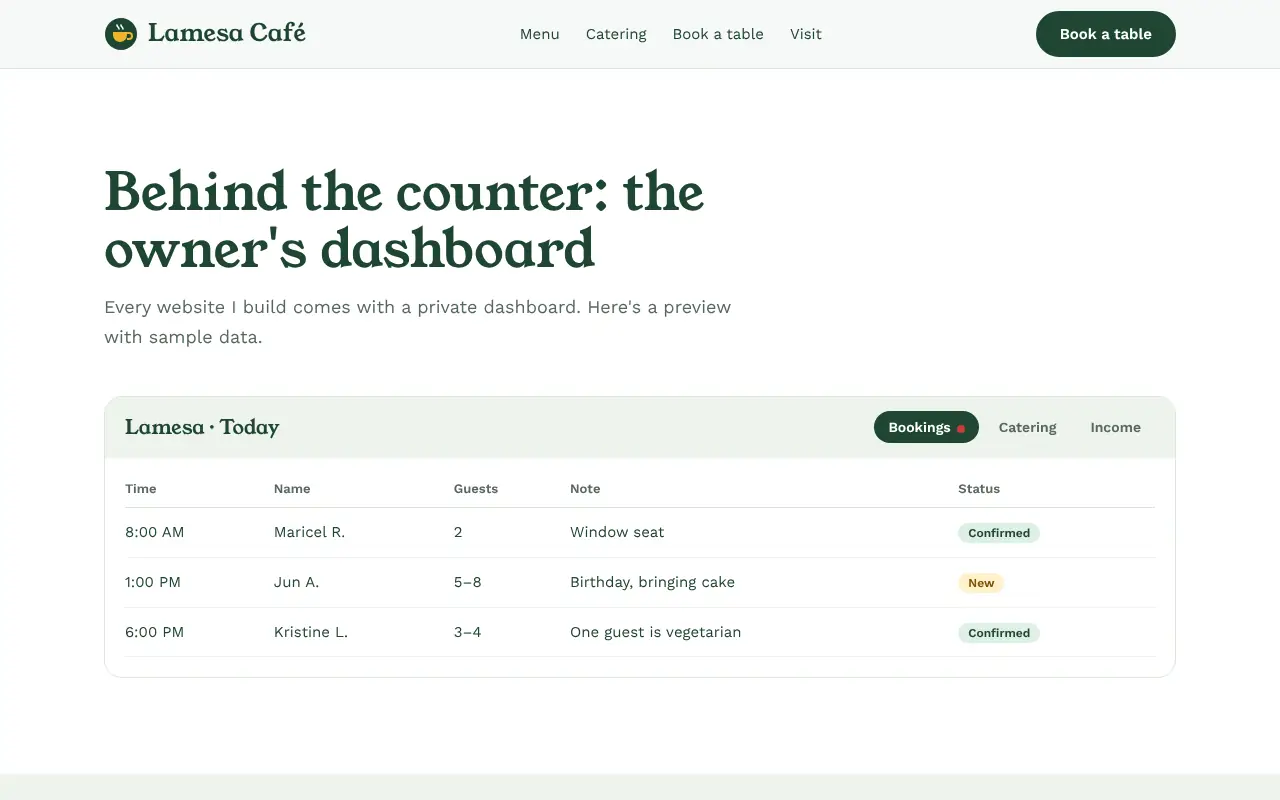 Lamesa Café
Menu Catering Book a table Visit
Book a table
Behind the counter: the
owner's dashboard
Every website I build comes with a private dashboard. Here's a preview
with sample data.
Lamesa · Today
Bookings Catering Income
Time Name Guests Note Status
8:00 AM Maricel R. 2 Window seat Confirmed
1:00 PM Jun A. 5–8 Birthday, bringing cake New
6:00 PM Kristine L. 3–4 One guest is vegetarian Confirmed